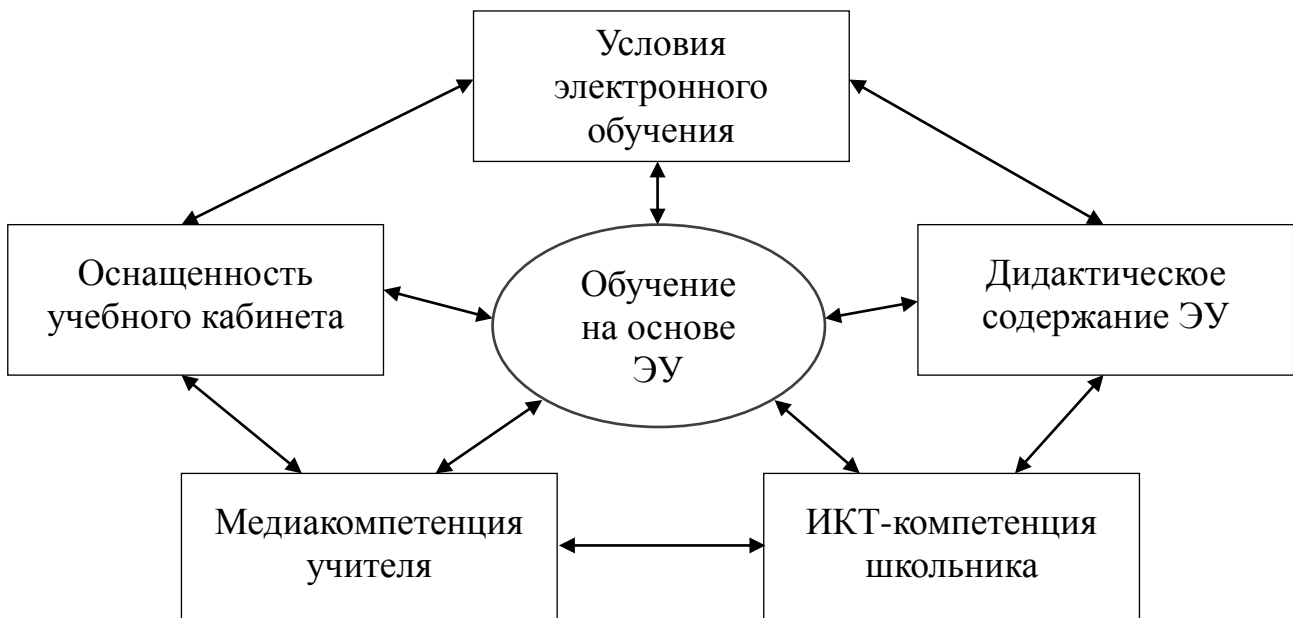 Условия
электронного
обучения
Оснащенность
учебного кабинета
Обучение
на основе
ЭУ
Дидактическое
содержание ЭУ
Медиакомпетенция
учителя
ИКТ-компетенция
школьника